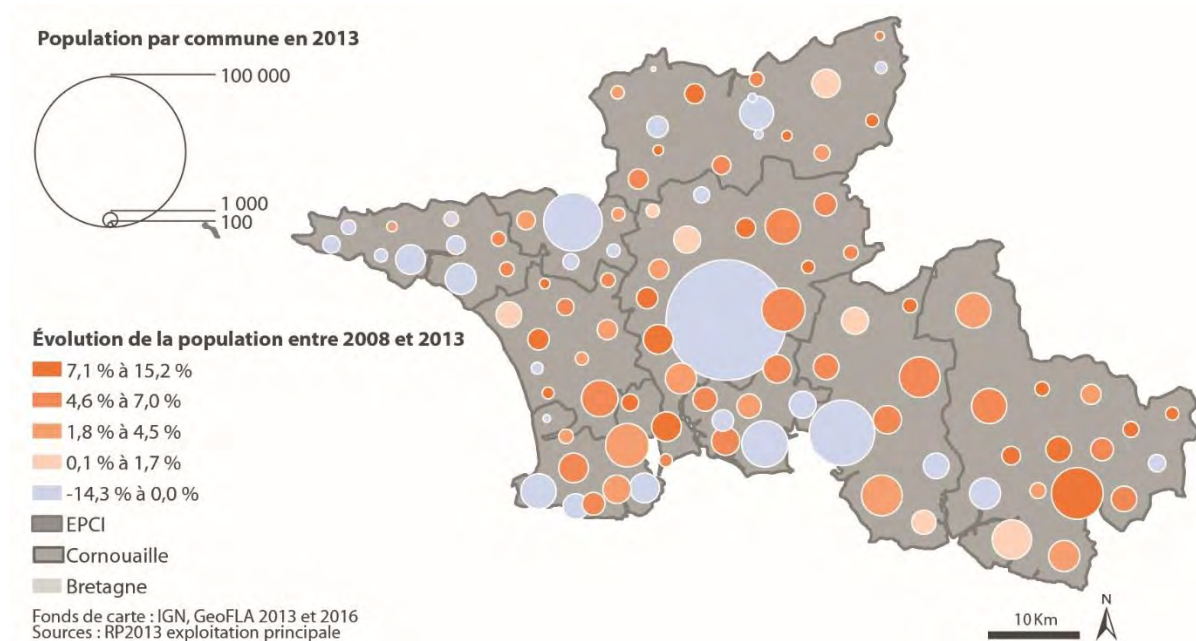 Population par commune en 2013
100 000
1 000
100
Évolution de la population entre 2008 et 2013
7,1 % à 15,2 %
4,6 % à 7,0 %
1,8 % à 4,5 %
0,1 % à 1,7 %
-14,3 % à 0,0 %
EPCI
Cornouaille
Bretagne
Fonds de carte : IGN, GeoFLA 2013 et 2016
Sources : RP2013 exploitation principale
10 Km
N